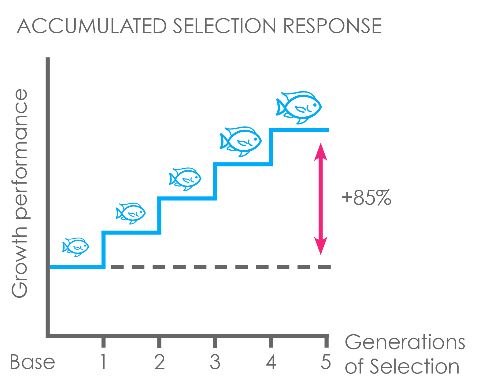 ACCUMULATED SELECTION RESPONSE
Growth performance
+85%
Base 1 2 3 4 5
Generations
of Selection